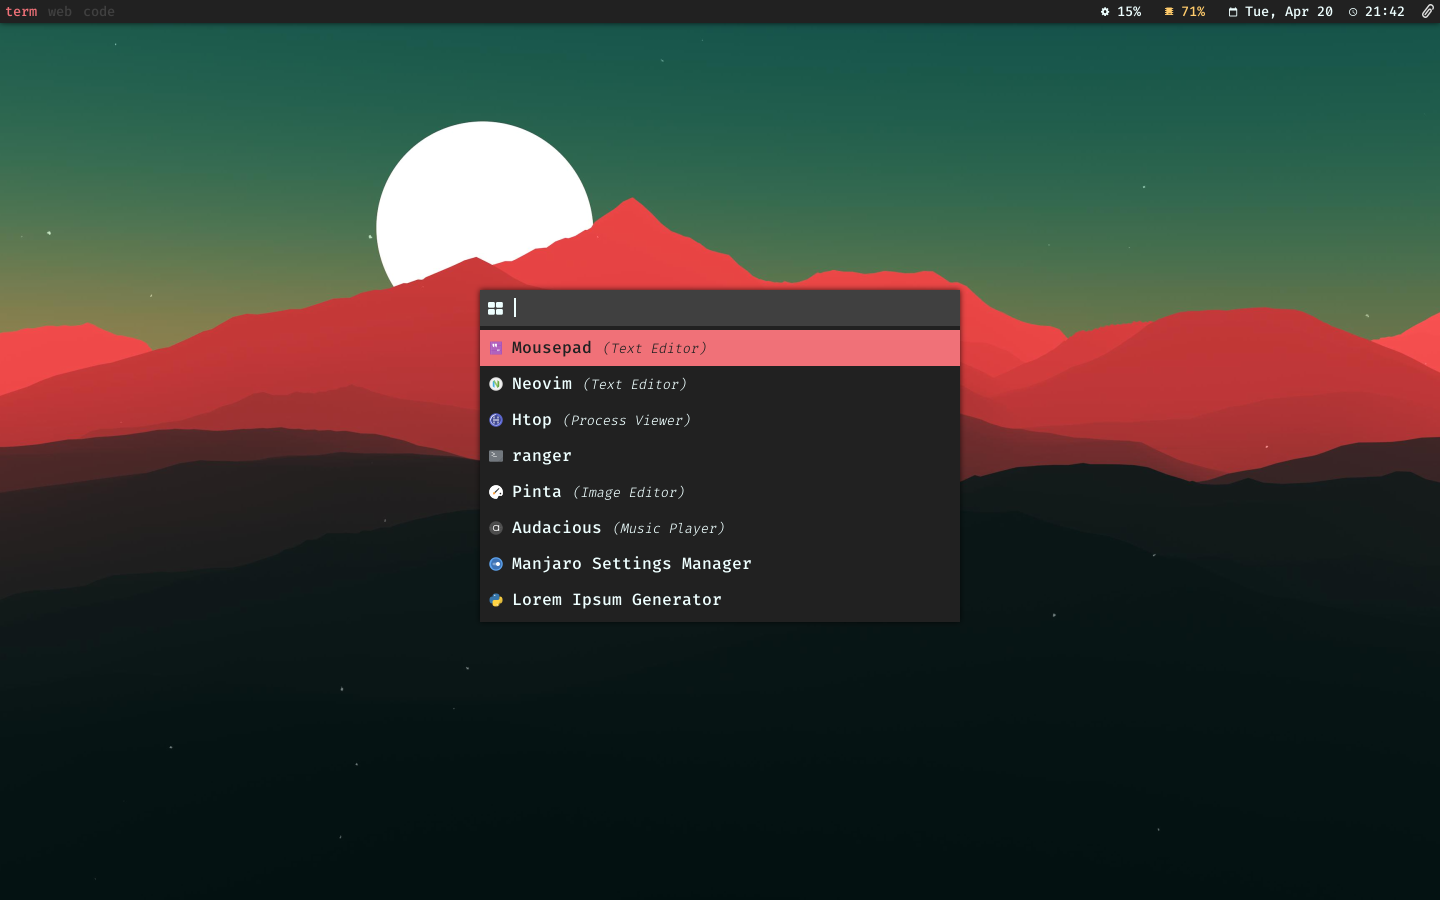 term web code 15% 71% Tue, Apr 20 21:42
Mousepad (Text Editor)
Neovim (Text Editor)
Htop (Process Viewer)
ranger
Pinta (Image Editor)
Audacious (Music Player)
Manjaro Settings Manager
Lorem Ipsum Generator